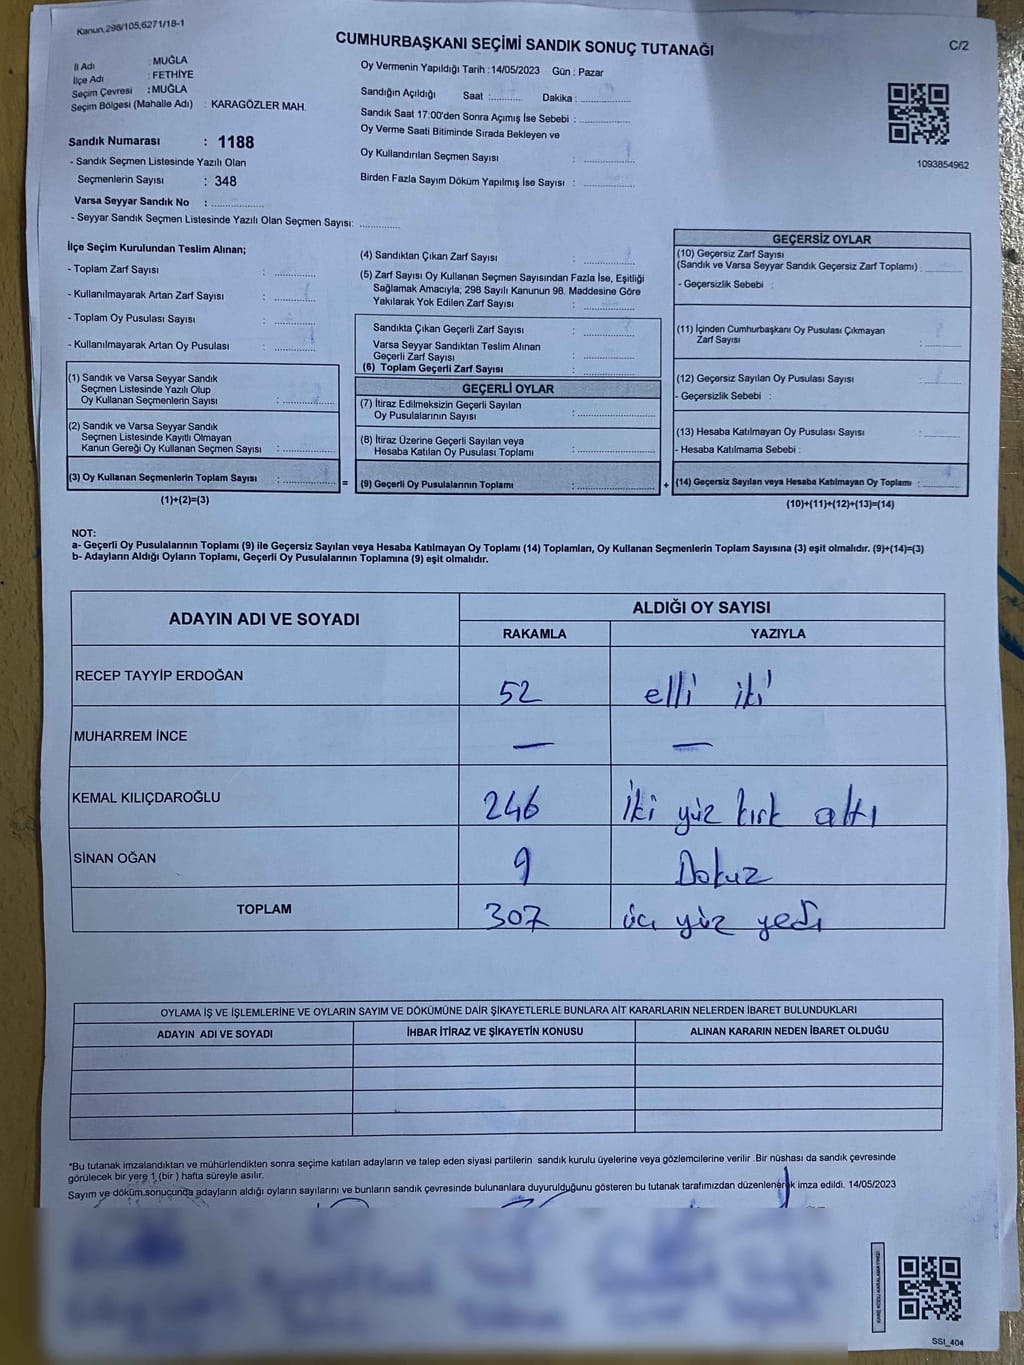 Kanun.298/105,6271/18-1
C/2
CUMHURBAŞKANI SEÇİMİ SANDIK SONUÇ TUTANAĞI
İl Adı : MUĞLA
İlçe Adı : FETHİYE
Seçim Çevresi : MUĞLA
Seçim Bölgesi (Mahalle Adı) : KARAGÖZLER MAH.
Sandık Numarası : 1188
- Sandık Seçmen Listesinde Yazılı Olan
Seçmenlerin Sayısı : 348
Varsa Seyyar Sandık No : ..............
- Seyyar Sandık Seçmen Listesinde Yazılı Olan Seçmen Sayısı: ............
Oy Vermenin Yapıldığı Tarih : 14/05/2023 Gün : Pazar
Sandığın Açıldığı Saat :.......... Dakika : ..............
Sandık Saat 17:00'den Sonra Açımış İse Sebebi : ..............
Oy Verme Saati Bitiminde Sırada Bekleyen ve
Oy Kullandırılan Seçmen Sayısı : ..............
Birden Fazla Sayım Döküm Yapılmış İse Sayısı : ..............
1093854962
İlçe Seçim Kurulundan Teslim Alınan;
- Toplam Zarf Sayısı : ............
- Kullanılmayarak Artan Zarf Sayısı : ............
- Toplam Oy Pusulası Sayısı : ............
- Kullanılmayarak Artan Oy Pusulası : ............
(1) Sandık ve Varsa Seyyar Sandık
Seçmen Listesinde Yazılı Olup
Oy Kullanan Seçmenlerin Sayısı : ..............
(2) Sandık ve Varsa Seyyar Sandık
Seçmen Listesinde Kayıtlı Olmayan
Kanun Gereği Oy Kullanan Seçmen Sayısı : ..............
(3) Oy Kullanan Seçmenlerin Toplam Sayısı : ..............
(1)+(2)=(3)
=
(4) Sandıktan Çıkan Zarf Sayısı : ..............
(5) Zarf Sayısı Oy Kullanan Seçmen Sayısından Fazla İse, Eşitliği
Sağlamak Amacıyla; 298 Sayılı Kanunun 98. Maddesine Göre
Yakılarak Yok Edilen Zarf Sayısı : ..............
Sandıkta Çıkan Geçerli Zarf Sayısı : ..............
Varsa Seyyar Sandıktan Teslim Alınan
Geçerli Zarf Sayısı : ..............
(6) Toplam Geçerli Zarf Sayısı : ..............
GEÇERLİ OYLAR
(7) İtiraz Edilmeksizin Geçerli Sayılan
Oy Pusulalarının Sayısı : ..............
(8) İtiraz Üzerine Geçerli Sayılan veya
Hesaba Katılan Oy Pusulası Toplamı : ..............
(9) Geçerli Oy Pusulalarının Toplamı : ..............
+
GEÇERSİZ OYLAR
(10) Geçersiz Zarf Sayısı
(Sandık ve Varsa Seyyar Sandık Geçersiz Zarf Toplamı) : ..........
- Geçersizlik Sebebi :
(11) İçinden Cumhurbaşkanı Oy Pusulası Çıkmayan
Zarf Sayısı : ..........
(12) Geçersiz Sayılan Oy Pusulası Sayısı : ..........
- Geçersizlik Sebebi :
(13) Hesaba Katılmayan Oy Pusulası Sayısı : ..........
- Hesaba Katılmama Sebebi :
(14) Geçersiz Sayılan veya Hesaba Katılmayan Oy Toplamı : ..........
(10)+(11)+(12)+(13)=(14)
NOT:
a- Geçerli Oy Pusulalarının Toplamı (9) ile Geçersiz Sayılan veya Hesaba Katılmayan Oy Toplamı (14) Toplamları, Oy Kullanan Seçmenlerin Toplam Sayısına (3) eşit olmalıdır. (9)+(14)=(3)
b- Adayların Aldığı Oyların Toplamı, Geçerli Oy Pusulalarının Toplamına (9) eşit olmalıdır.
ADAYIN ADI VE SOYADI ALDIĞI OY SAYISI
RAKAMLA YAZIYLA
RECEP TAYYİP ERDOĞAN 52 elli iki
MUHARREM İNCE — —
KEMAL KILIÇDAROĞLU 246 iki yüz kırk altı
SİNAN OĞAN 9 Dokuz
TOPLAM 307 üç yüz yedi
OYLAMA İŞ VE İŞLEMLERİNE VE OYLARIN SAYIM VE DÖKÜMÜNE DAİR ŞİKAYETLERLE BUNLARA AİT KARARLARIN NELERDEN İBARET BULUNDUKLARI
ADAYIN ADI VE SOYADI İHBAR İTİRAZ VE ŞİKAYETİN KONUSU ALINAN KARARIN NEDEN İBARET OLDUĞU
*Bu tutanak imzalandıktan ve mühürlendikten sonra seçime katılan adayların ve talep eden siyasi partilerin sandık kurulu üyelerine veya gözlemcilerine verilir .Bir nüshası da sandık çevresinde
görülecek bir yere 1 (bir ) hafta süreyle asılır.
Sayım ve döküm sonucunda adayların aldığı oyların sayılarını ve bunların sandık çevresinde bulunanlara duyurulduğunu gösteren bu tutanak tarafımızdan düzenlenerek imza edildi. 14/05/2023
SSI_404